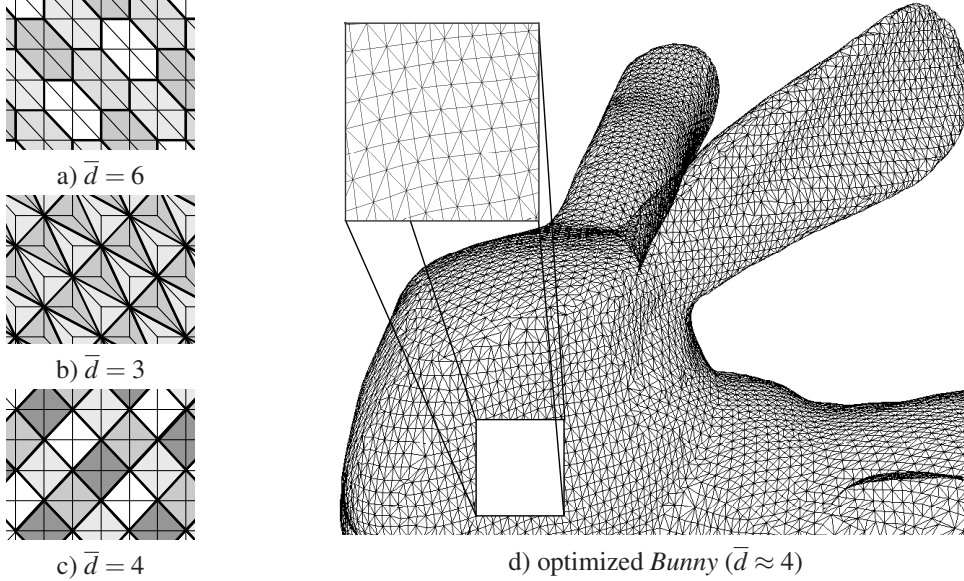 a) d̅ = 6
b) d̅ = 3
c) d̅ = 4
d) optimized Bunny (d̅ ≈ 4)